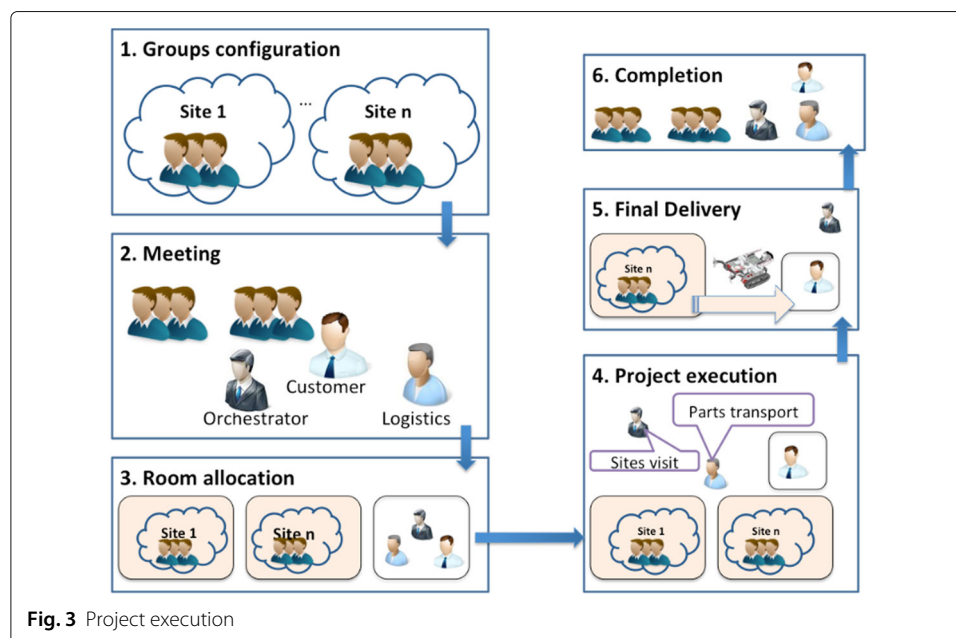 1. Groups configuration
Site 1
...
Site n
2. Meeting
Customer
Orchestrator
Logistics
3. Room allocation
Site 1
Site n
4. Project execution
Parts transport
Sites visit
Site 1
Site n
5. Final Delivery
Site n
6. Completion
Fig. 3 Project execution